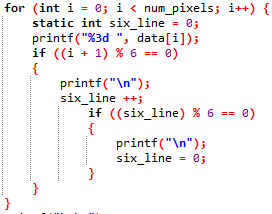 for (int i = 0; i < num_pixels; i++) {
    static int six_line = 0;
    printf("%3d ", data[i]);
    if ((i + 1) % 6 == 0)
    {
        printf("\n");
        six_line ++;
            if ((six_line) % 6 == 0)
            {
                printf("\n");
                six_line = 0;
            }
    }
}